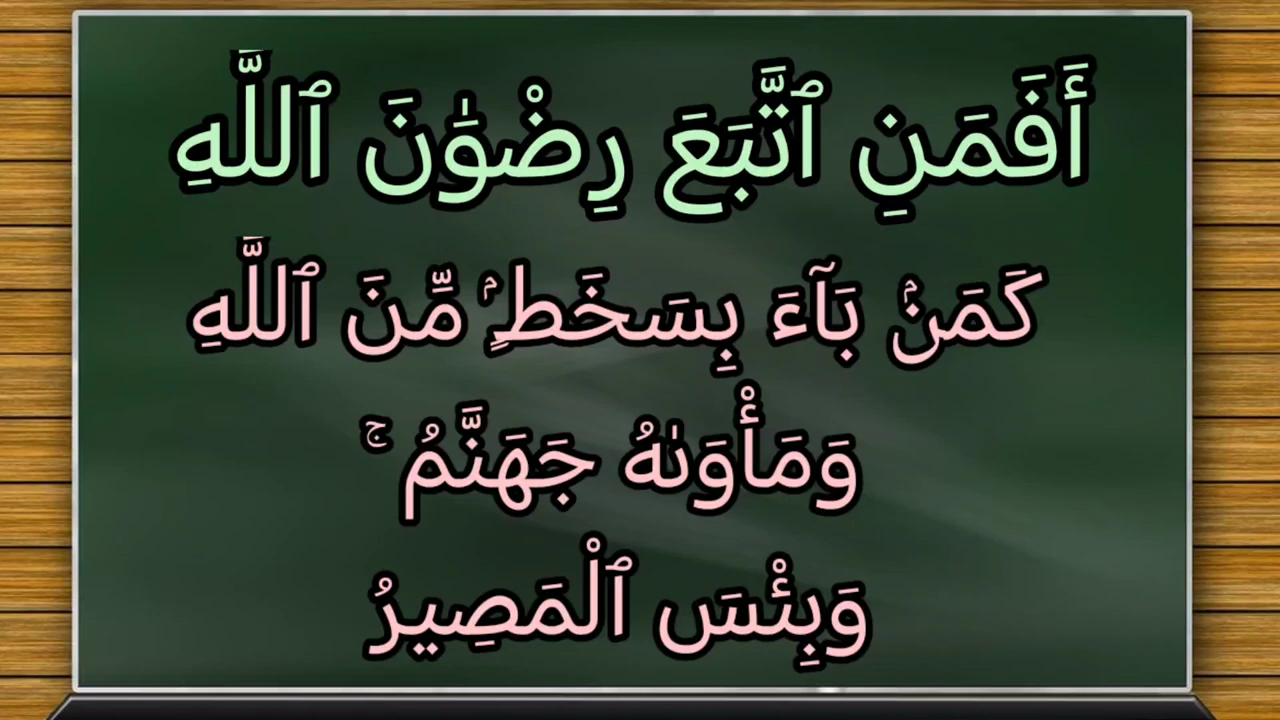 أَفَمَنِ ٱتَّبَعَ رِضْوَٰنَ ٱللَّهِ
كَمَنۢ بَآءَ بِسَخَطٍۢ مِّنَ ٱللَّهِ
وَمَأْوَىٰهُ جَهَنَّمُ ۚ
وَبِئْسَ ٱلْمَصِيرُ